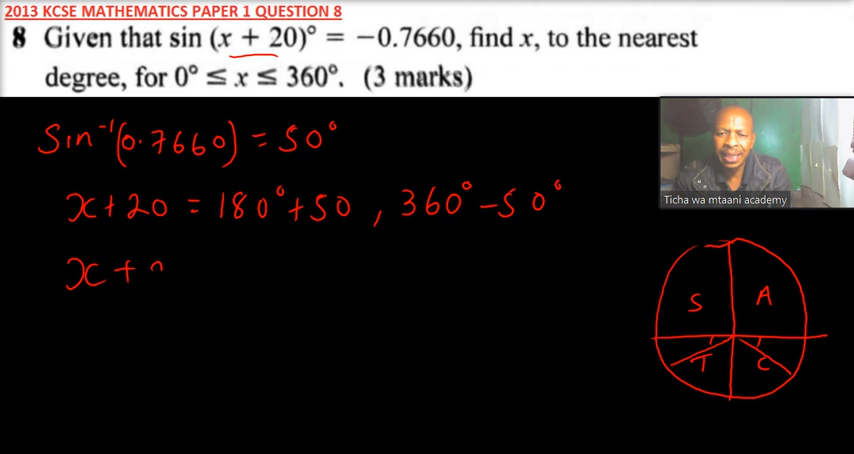 2013 KCSE MATHEMATICS PAPER 1 QUESTION 8
8 Given that sin (x + 20)° = −0.7660, find x, to the nearest
degree, for 0° ≤ x ≤ 360°. (3 marks)
Sin⁻¹(0.7660) = 50°
x+20 = 180°+50, 360°−50°
x +
Ticha wa mtaani academy
S A
T C